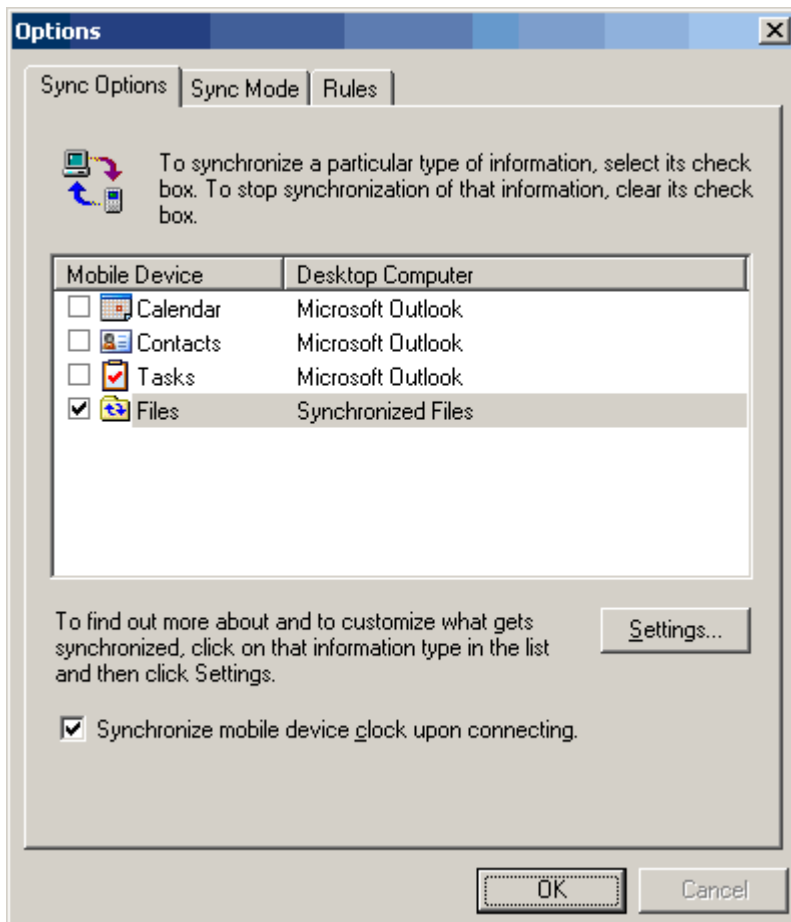 Options
Sync Options Sync Mode Rules
To synchronize a particular type of information, select its check
box. To stop synchronization of that information, clear its check
box.
Mobile Device Desktop Computer
Calendar Microsoft Outlook
Contacts Microsoft Outlook
Tasks Microsoft Outlook
Files Synchronized Files
To find out more about and to customize what gets
synchronized, click on that information type in the list
and then click Settings.
Settings...
Synchronize mobile device clock upon connecting.
OK Cancel